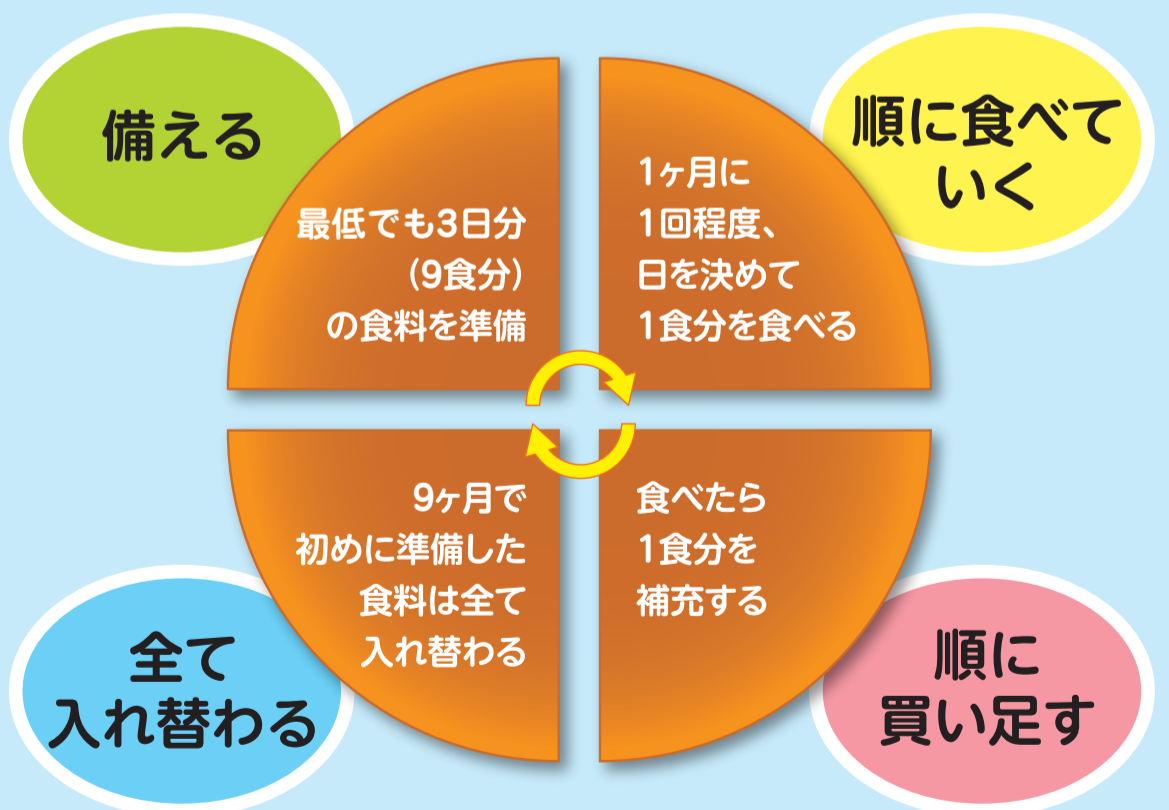 備える
最低でも3日分
(9食分)
の食料を準備
順に食べて
いく
1ヶ月に
1回程度、
日を決めて
1食分を食べる
順に
買い足す
食べたら
1食分を
補充する
全て
入れ替わる
9ヶ月で
初めに準備した
食料は全て
入れ替わる